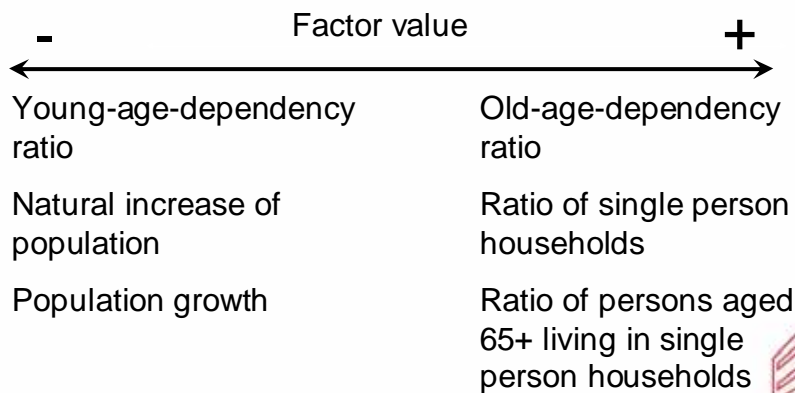 Factor value
- +
Young-age-dependency
ratio
Old-age-dependency
ratio
Natural increase of
population
Ratio of single person
households
Population growth
Ratio of persons aged
65+ living in single
person households